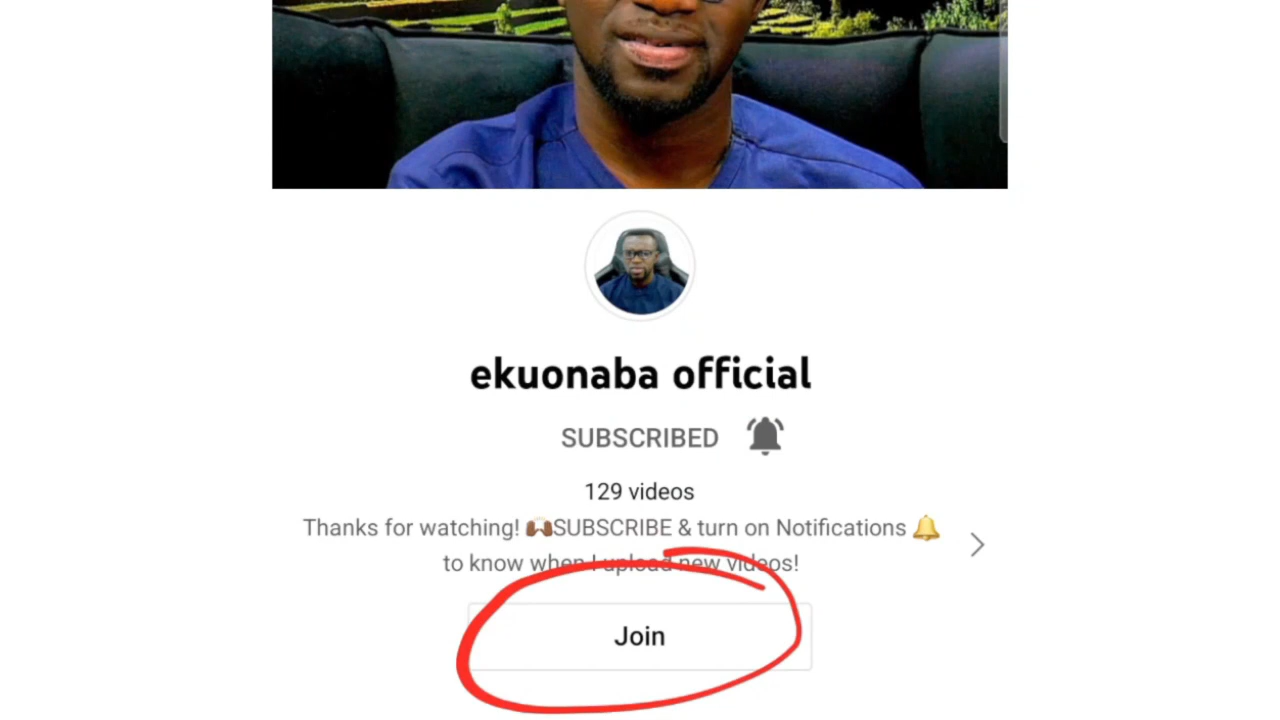 ekuonaba official
SUBSCRIBED
129 videos
Thanks for watching! 🙌🏾SUBSCRIBE & turn on Notifications 🔔
to know when I upload new videos!
Join